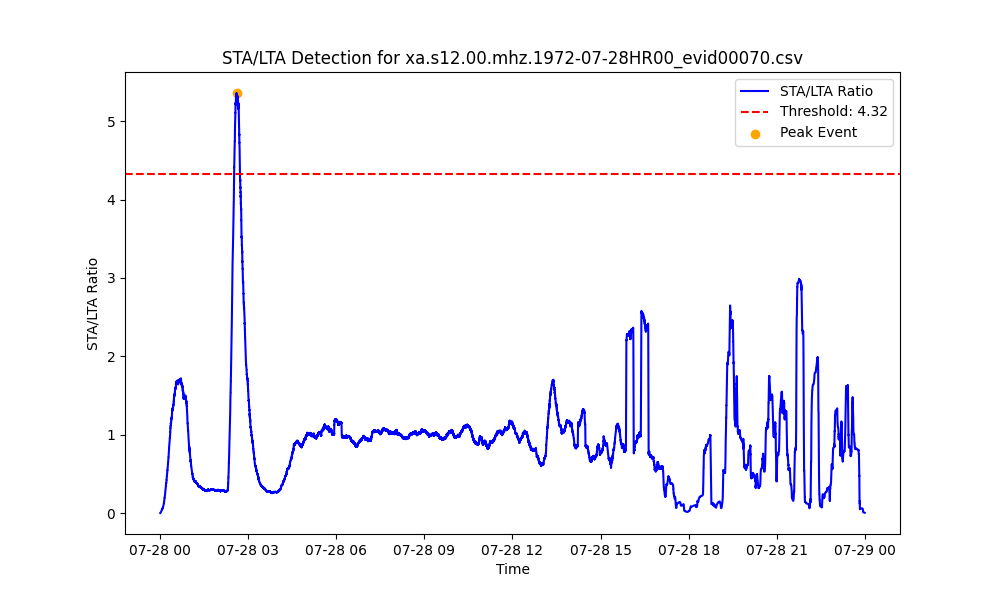 STA/LTA Detection for xa.s12.00.mhz.1972-07-28HR00_evid00070.csv
STA/LTA Ratio
Threshold: 4.32
Peak Event
5
4
3
2
1
0
STA/LTA Ratio
07-28 00 07-28 03 07-28 06 07-28 09 07-28 12 07-28 15 07-28 18 07-28 21 07-29 00
Time